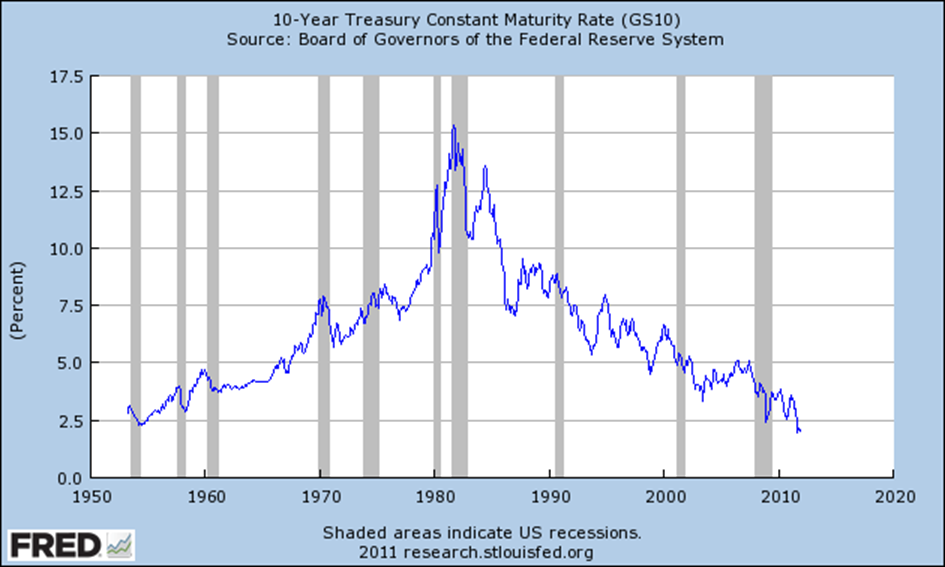 10-Year Treasury Constant Maturity Rate (GS10)
Source: Board of Governors of the Federal Reserve System
17.5
15.0
12.5
10.0
7.5
5.0
2.5
0.0
(Percent)
1950 1960 1970 1980 1990 2000 2010 2020
Shaded areas indicate US recessions.
2011 research.stlouisfed.org
FRED